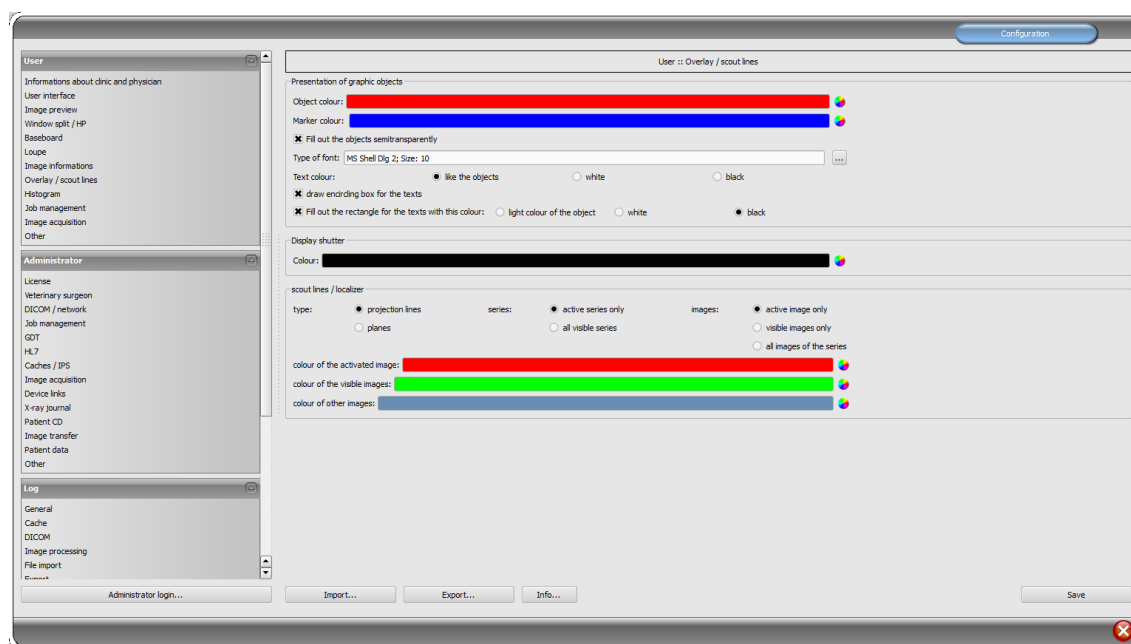 Configuration
User
Informations about clinic and physician
User interface
Image preview
Window split / HP
Baseboard
Loupe
Image informations
Overlay / scout lines
Histogram
Job management
Image acquisition
Other
Administrator
License
Veterinary surgeon
DICOM / network
Job management
GDT
HL7
Caches / IPS
Image acquisition
Device links
X-ray journal
Patient CD
Image transfer
Patient data
Other
Log
General
Cache
DICOM
Image processing
File import
Export
Administrator login...
User :: Overlay / scout lines
Presentation of graphic objects
Object colour:
Marker colour:
Fill out the objects semitransparently
Type of font: MS Shell Dlg 2; Size: 10 ...
Text colour: like the objects white black
draw encirding box for the texts
Fill out the rectangle for the texts with this colour: light colour of the object white black
Display shutter
Colour:
scout lines / localizer
type: projection lines series: active series only images: active image only
planes all visible series visible images only
all images of the series
colour of the activated image:
colour of the visible images:
colour of other images:
Import... Export... Info... Save